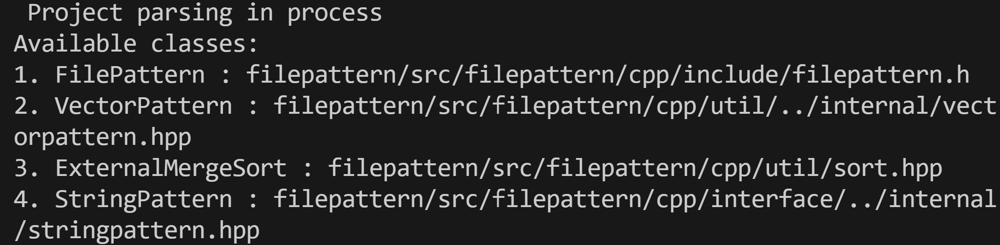 Project parsing in process
Available classes:
1. FilePattern : filepattern/src/filepattern/cpp/include/filepattern.h
2. VectorPattern : filepattern/src/filepattern/cpp/util/../internal/vect
orpattern.hpp
3. ExternalMergeSort : filepattern/src/filepattern/cpp/util/sort.hpp
4. StringPattern : filepattern/src/filepattern/cpp/interface/../internal
/stringpattern.hpp